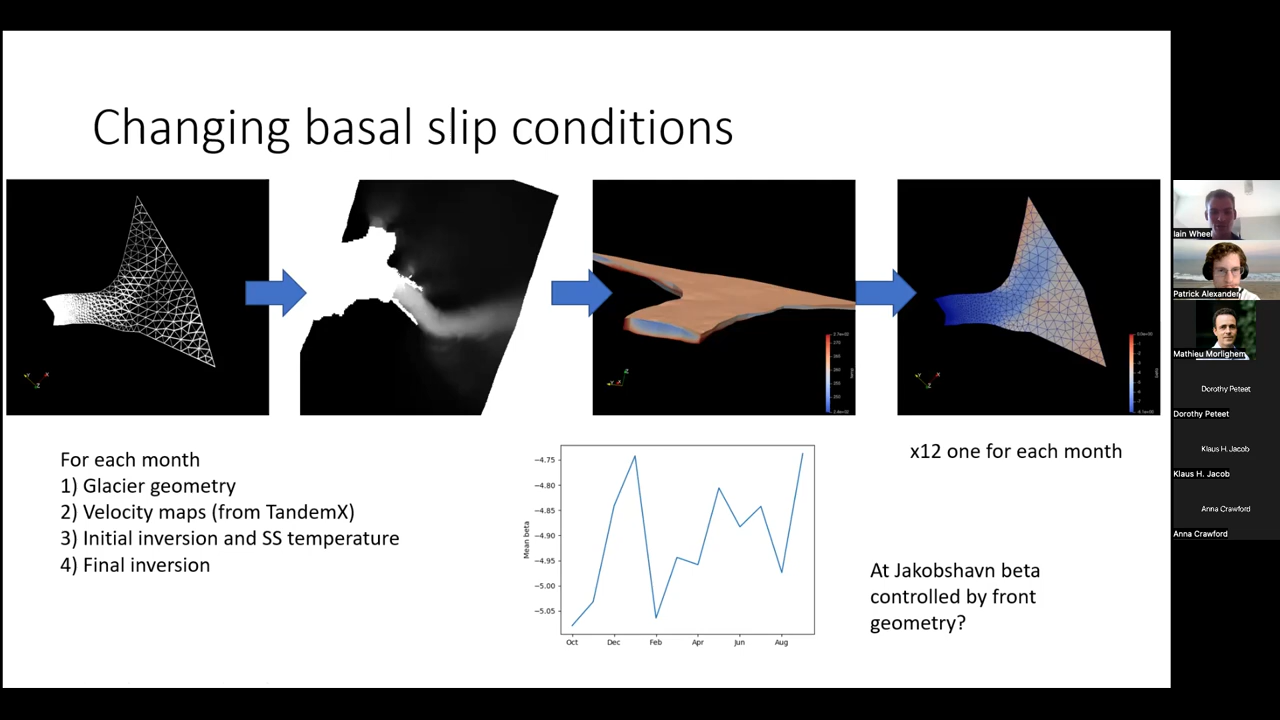 Changing basal slip conditions
For each month
1) Glacier geometry
2) Velocity maps (from TandemX)
3) Initial inversion and SS temperature
4) Final inversion
Mean beta
−4.75
−4.80
−4.85
−4.90
−4.95
−5.00
−5.05
Oct
Dec
Feb
Apr
Jun
Aug
x12 one for each month
At Jakobshavn beta
controlled by front
geometry?
Iain Wheel
Patrick Alexander
Mathieu Morlighem
Dorothy Peteet
Dorothy Peteet
Klaus H. Jacob
Klaus H. Jacob
Anna Crawford
Anna Crawford